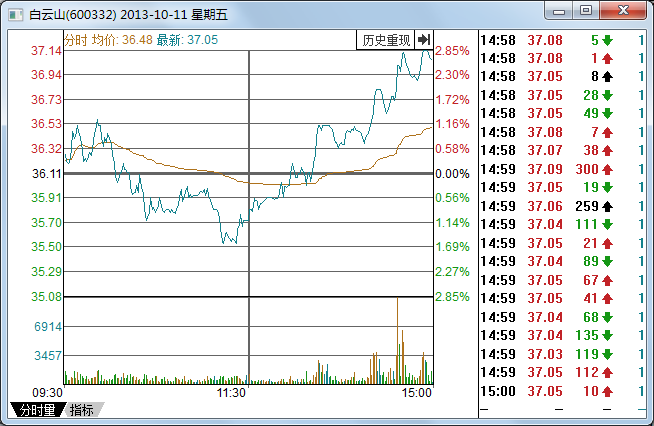 白云山(600332) 2013-10-11 星期五
分时 均价: 36.48 最新: 37.05
历史重现
37.14 2.85%
36.94 2.30%
36.73 1.72%
36.53 1.16%
36.32 0.58%
36.11 0.00%
35.91 0.56%
35.70 1.14%
35.50 1.69%
35.29 2.27%
35.08 2.85%
6914
3457
09:30 11:30 15:00
分时量 指标
14:58 37.08 5 1
14:58 37.08 1 1
14:58 37.05 8 1
14:58 37.05 28 1
14:58 37.05 49 1
14:58 37.08 7 1
14:58 37.07 38 1
14:59 37.09 300 1
14:59 37.05 19 1
14:59 37.06 259 1
14:59 37.04 111 1
14:59 37.05 21 1
14:59 37.04 89 1
14:59 37.05 67 1
14:59 37.05 41 1
14:59 37.04 68 1
14:59 37.04 135 1
14:59 37.03 119 1
14:59 37.05 112 1
15:00 37.05 10 1
– – – –